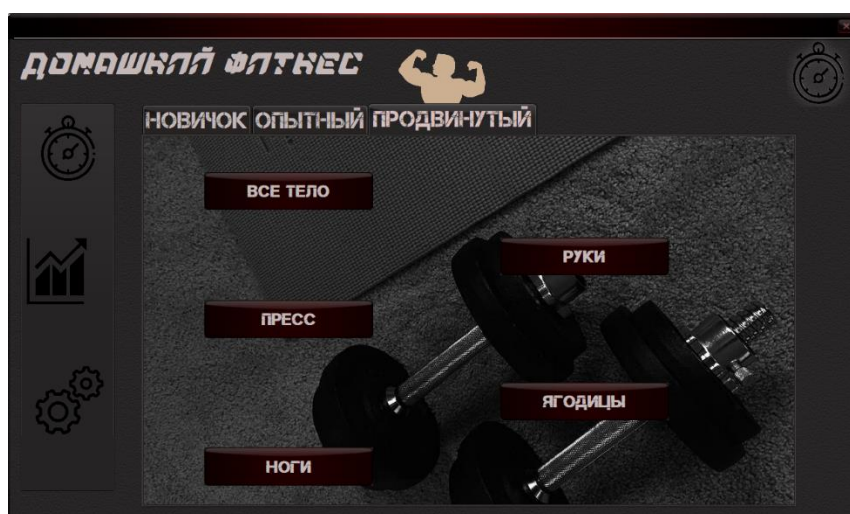 ДОМАШНИЙ ФИТНЕС
НОВИЧОК ОПЫТНЫЙ ПРОДВИНУТЫЙ
ВСЕ ТЕЛО
РУКИ
ПРЕСС
ЯГОДИЦЫ
НОГИ